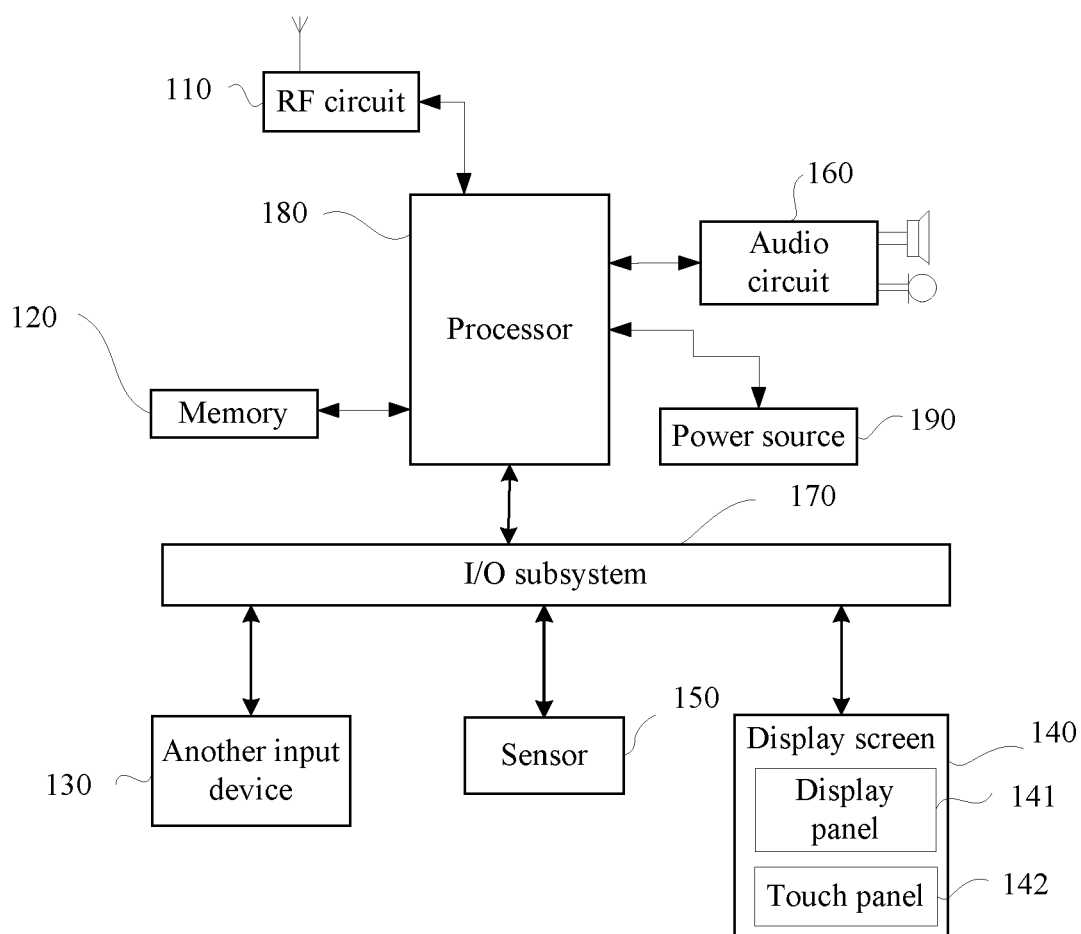 110
RF circuit
160
180
Audio
circuit
120
Processor
Memory
Power source
190
170
I/O subsystem
150
140
Another input
device
130
Sensor
Display screen
Display
panel
141
Touch panel
142